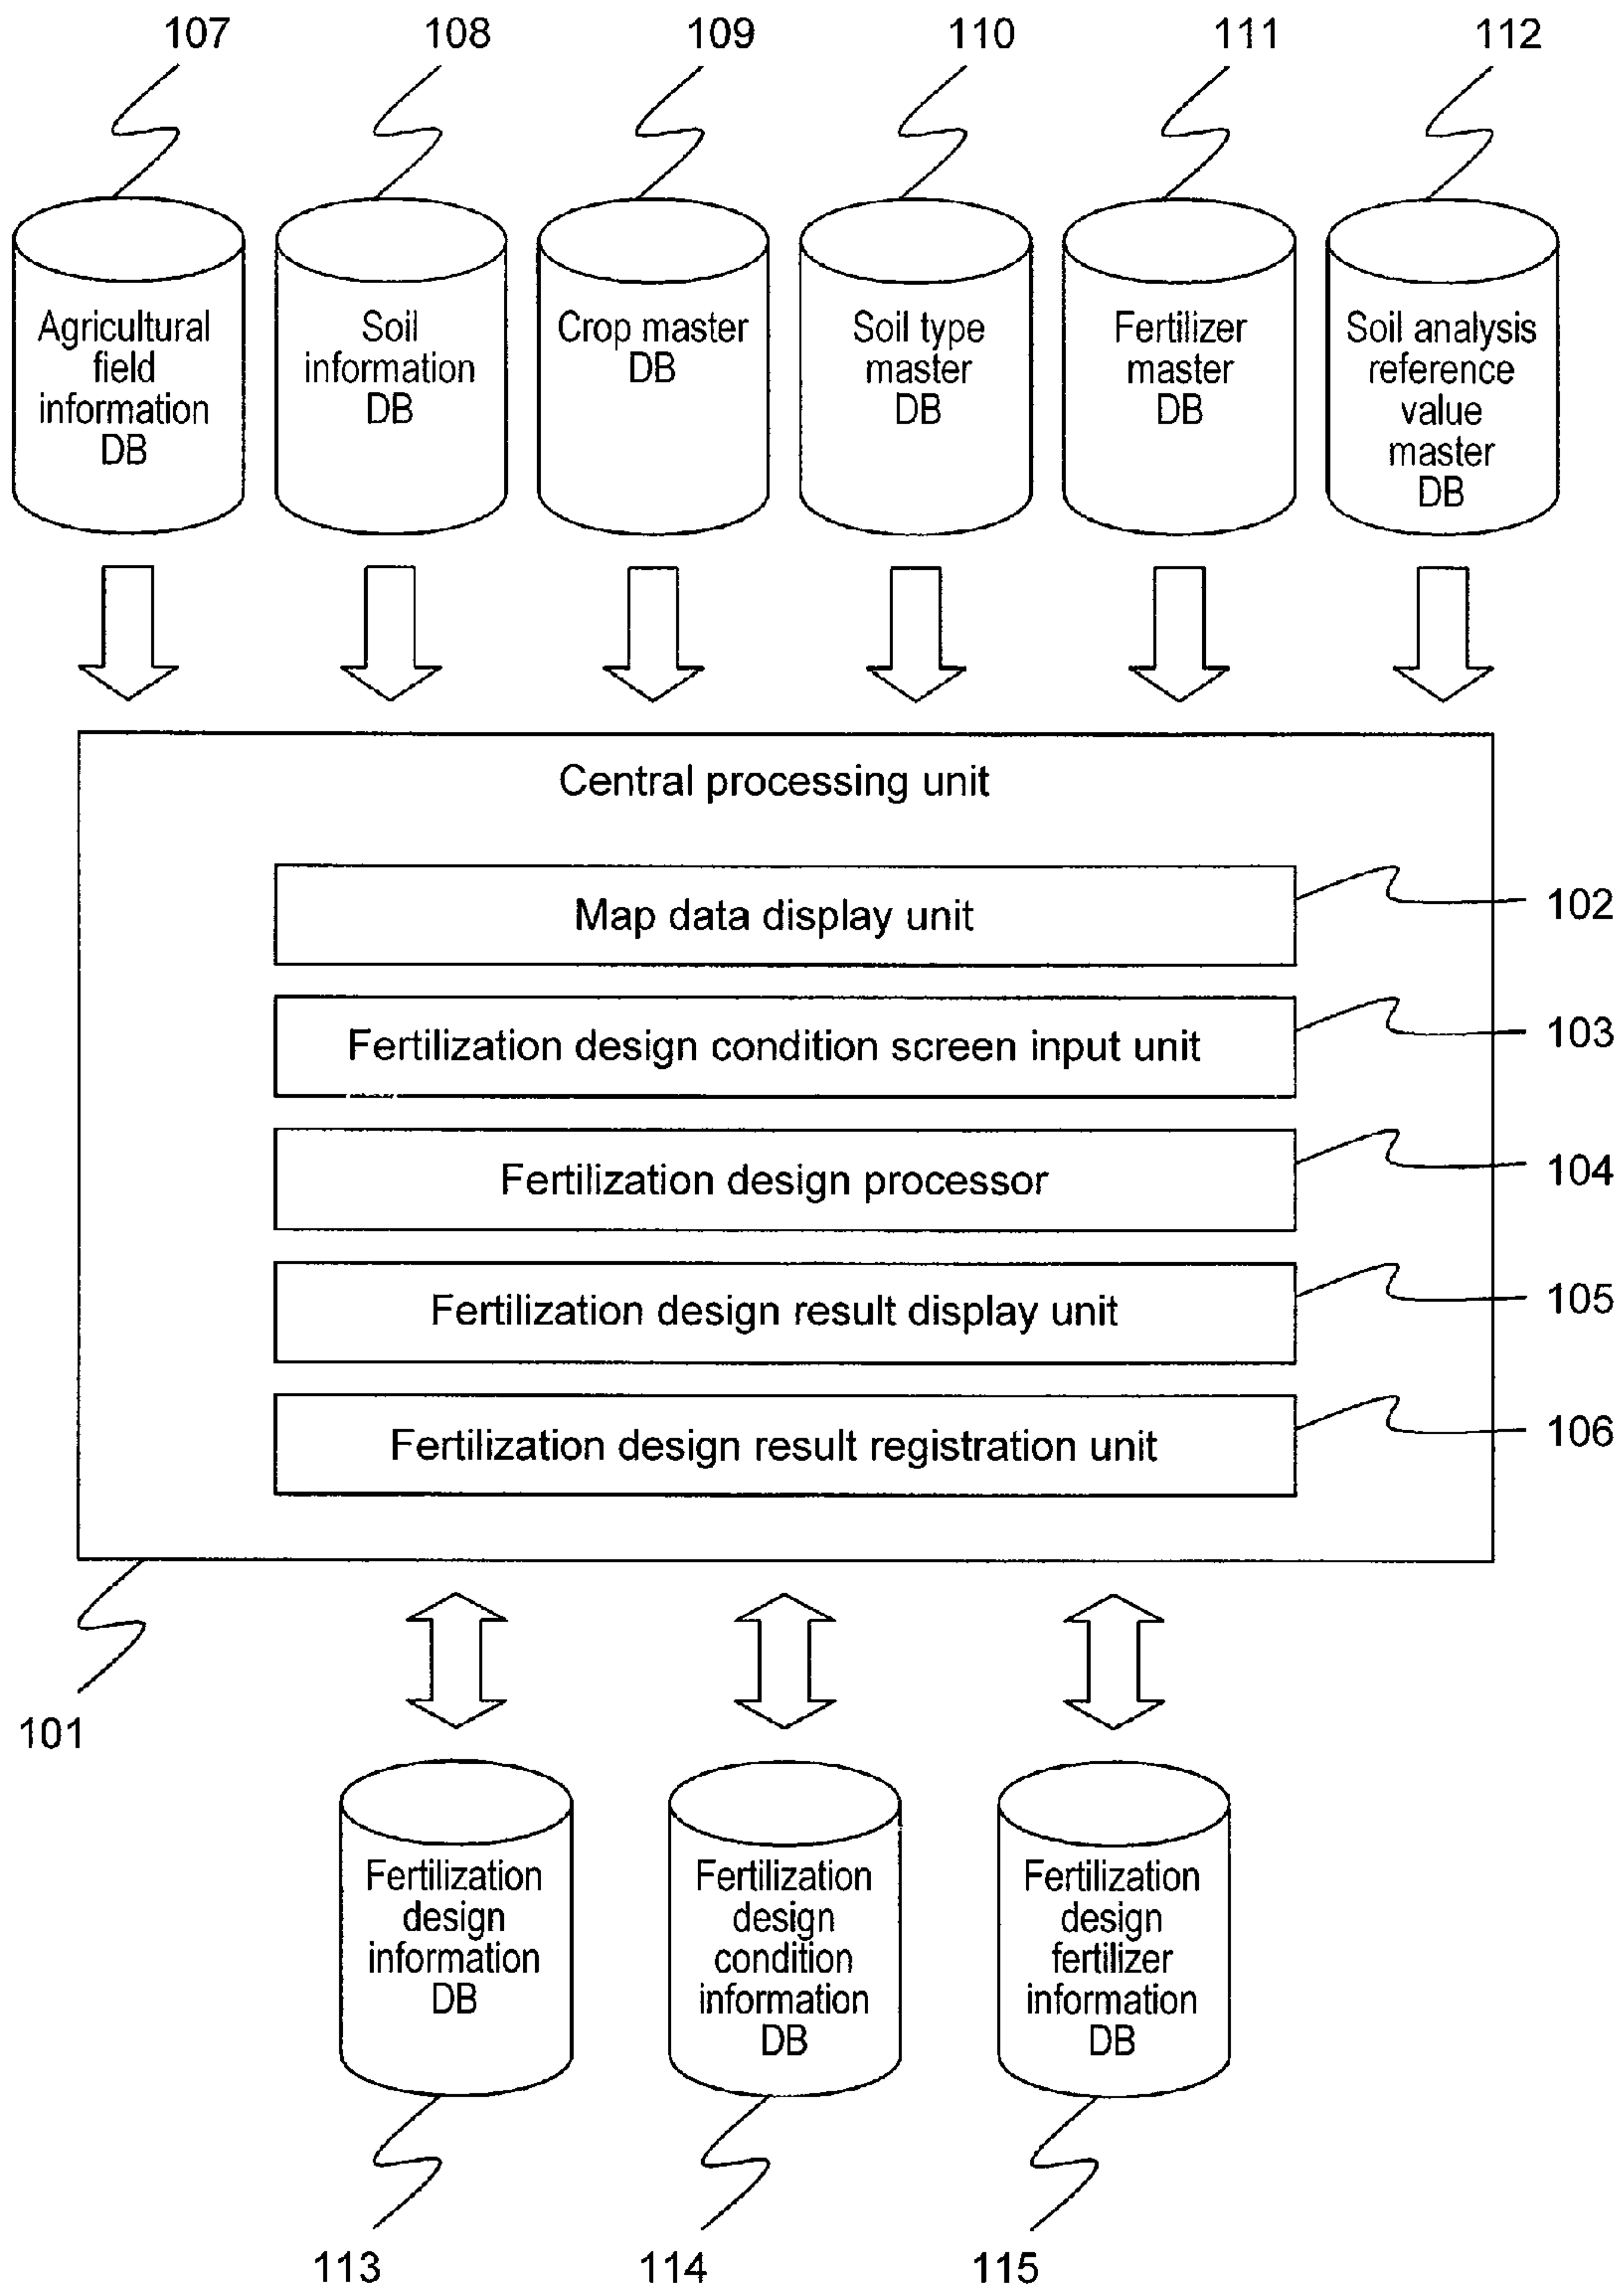 107
108
109
110
111
112
Agricultural
field
information
DB
Soil
information
DB
Crop master
DB
Soil type
master
DB
Fertilizer
master
DB
Soil analysis
reference
value
master
DB
Central processing unit
Map data display unit
102
Fertilization design condition screen input unit
103
Fertilization design processor
104
Fertilization design result display unit
105
Fertilization design result registration unit
106
101
Fertilization
design
information
DB
Fertilization
design
condition
information
DB
Fertilization
design
fertilizer
information
DB
113
114
115